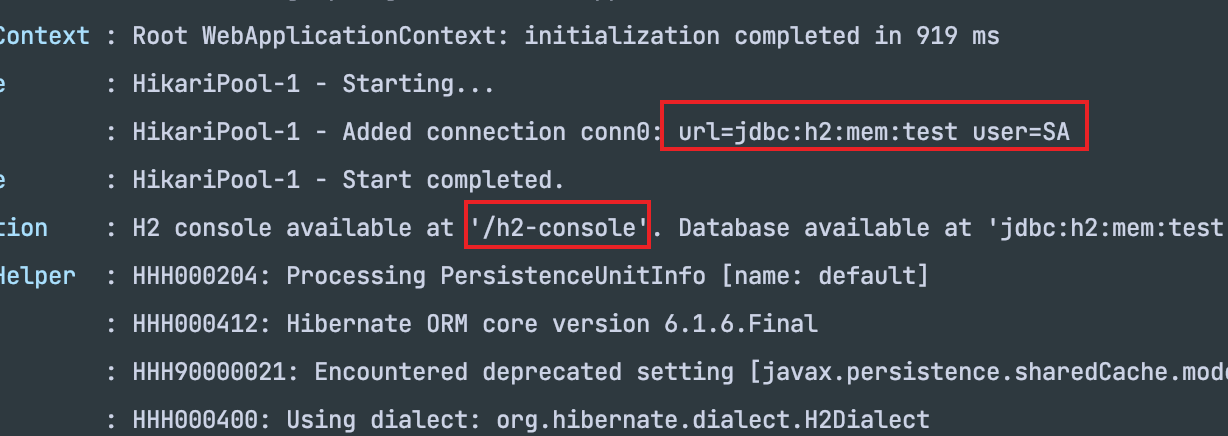 Context : Root WebApplicationContext: initialization completed in 919 ms
e : HikariPool-1 - Starting...
: HikariPool-1 - Added connection conn0: url=jdbc:h2:mem:test user=SA
e : HikariPool-1 - Start completed.
tion : H2 console available at '/h2-console'. Database available at 'jdbc:h2:mem:test
Helper : HHH000204: Processing PersistenceUnitInfo [name: default]
: HHH000412: Hibernate ORM core version 6.1.6.Final
: HHH90000021: Encountered deprecated setting [javax.persistence.sharedCache.mode
: HHH000400: Using dialect: org.hibernate.dialect.H2Dialect